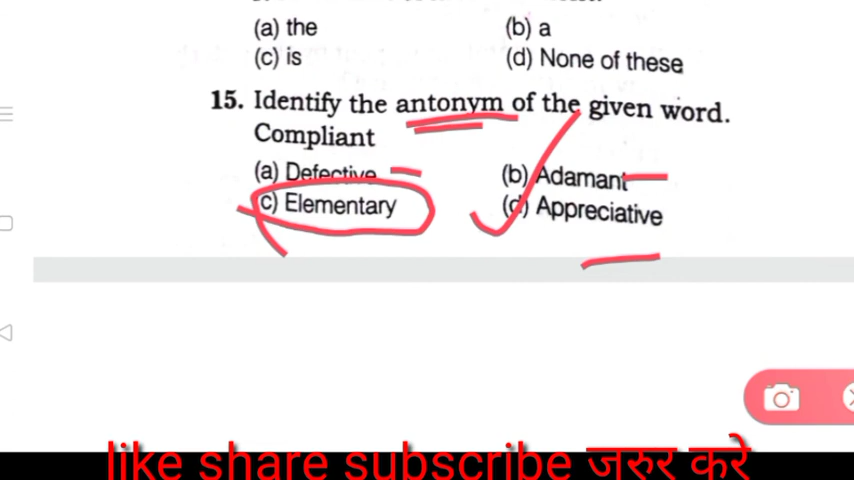 (a) the (b) a
(c) is (d) None of these
15. Identify the antonym of the given word.
Compliant
(a) Defective (b) Adamant
(c) Elementary (d) Appreciative
like share subscribe जरुर करे